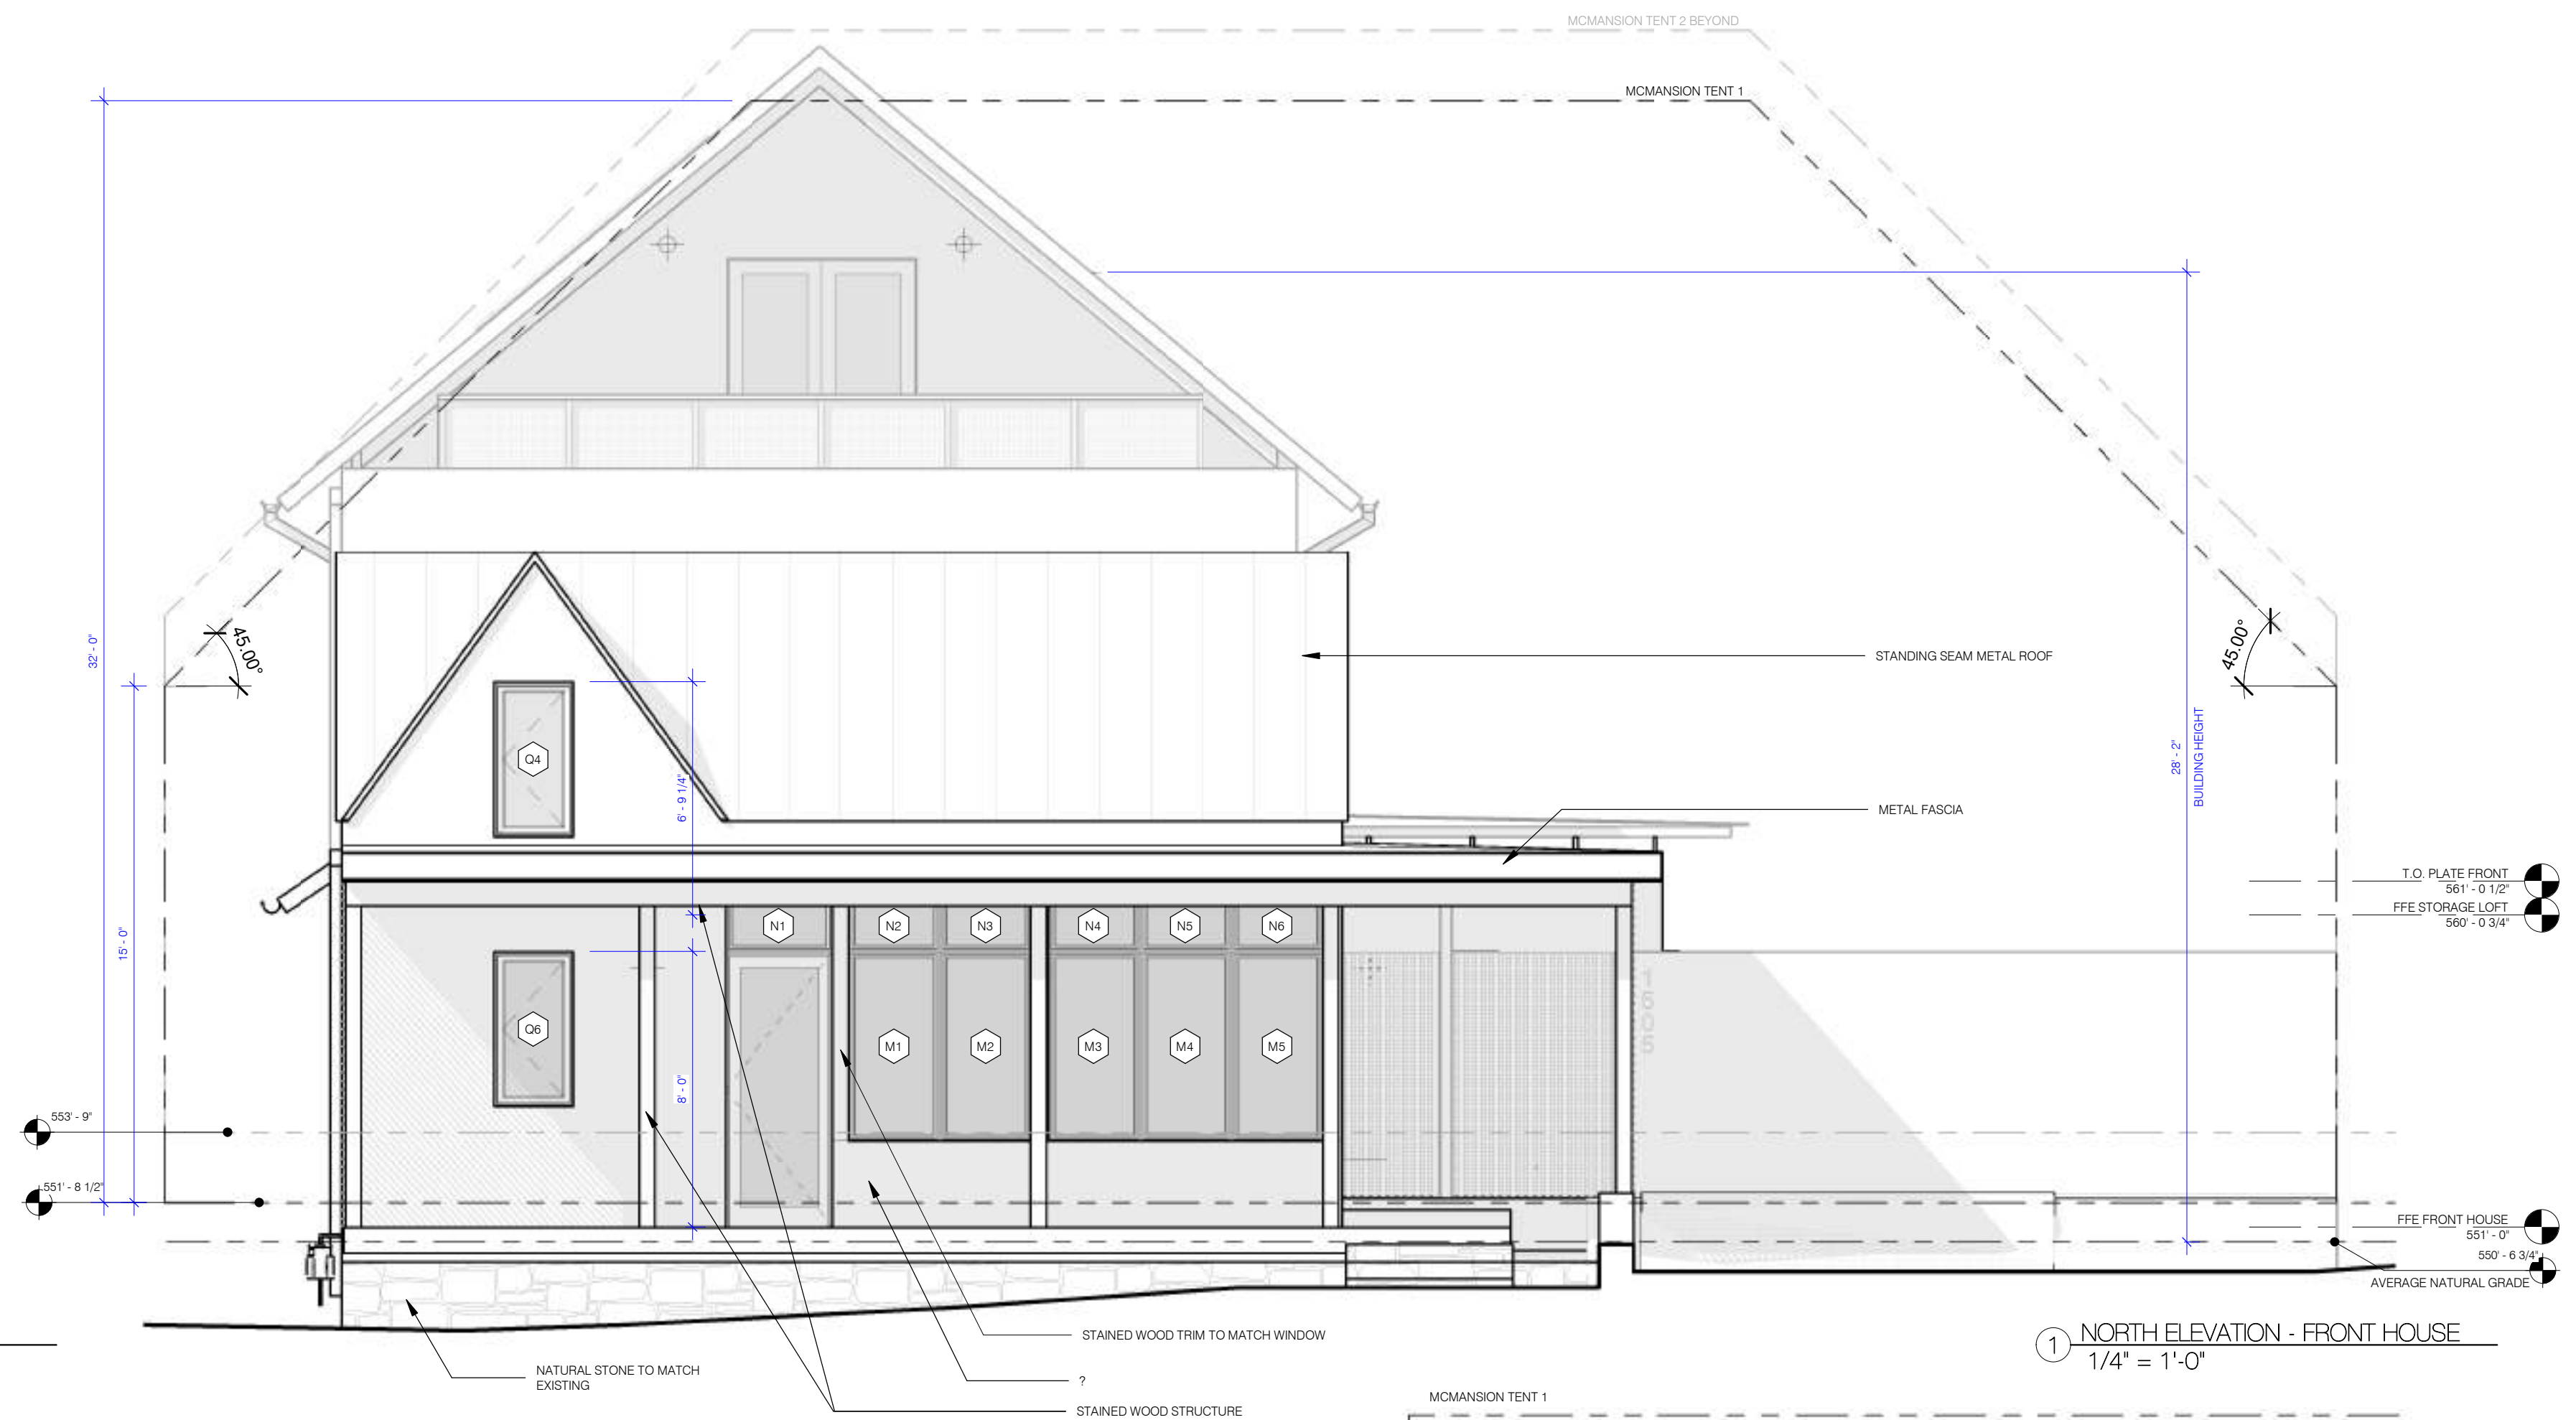 MCMANSION TENT 2 BEYOND
MCMANSION TENT 1
45.00°
45.00°
32' - 0"
15' - 0"
STANDING SEAM METAL ROOF
28' - 2"
BUILDING HEIGHT
Q4
6' - 9 1/4"
METAL FASCIA
T.O. PLATE FRONT
561' - 0 1/2"
FFE STORAGE LOFT
560' - 0 3/4"
N1
N2
N3
N4
N5
N6
1605
Q6
M1
M2
M3
M4
M5
8' - 0"
553' - 9"
551' - 8 1/2"
FFE FRONT HOUSE
551' - 0"
550' - 6 3/4"
AVERAGE NATURAL GRADE
STAINED WOOD TRIM TO MATCH WINDOW
NATURAL STONE TO MATCH
EXISTING
?
STAINED WOOD STRUCTURE
1 NORTH ELEVATION - FRONT HOUSE
1/4" = 1'-0"
MCMANSION TENT 1